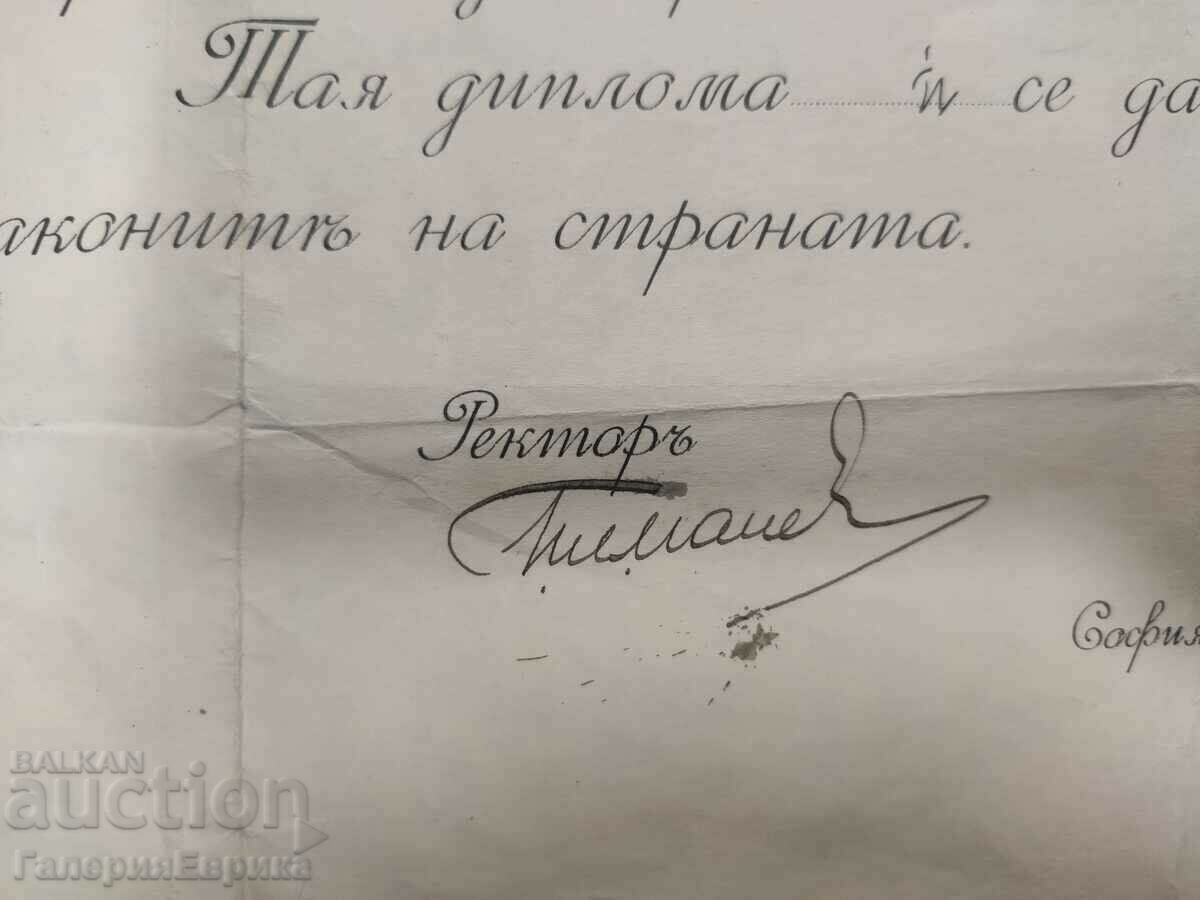 Тая диплома ѝ се да
аконитѣ на страната.
Ректоръ
София
BALKAN
auction
ГалерияЕврика